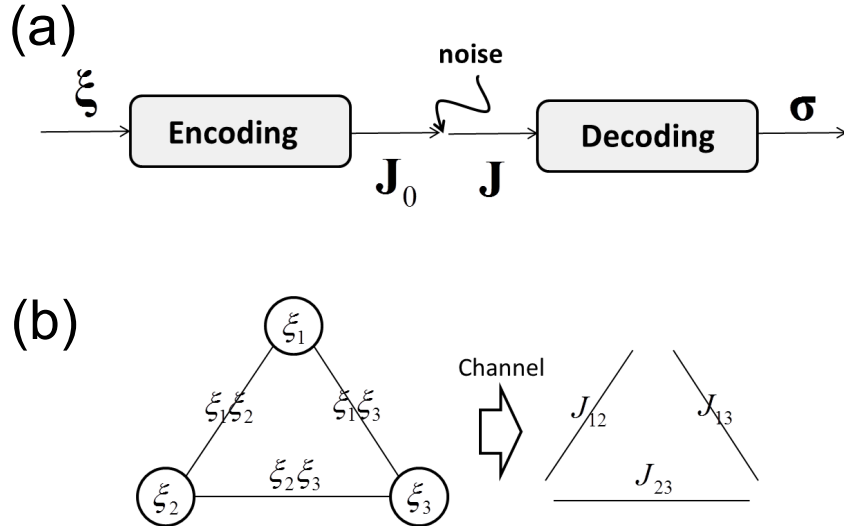 (a)
noise
ξ
Encoding
Decoding
σ
J₀
J
(b)
ξ₁
Channel
ξ₁ξ₂
ξ₁ξ₃
J₁₂
J₁₃
ξ₂ξ₃
J₂₃
ξ₂
ξ₃